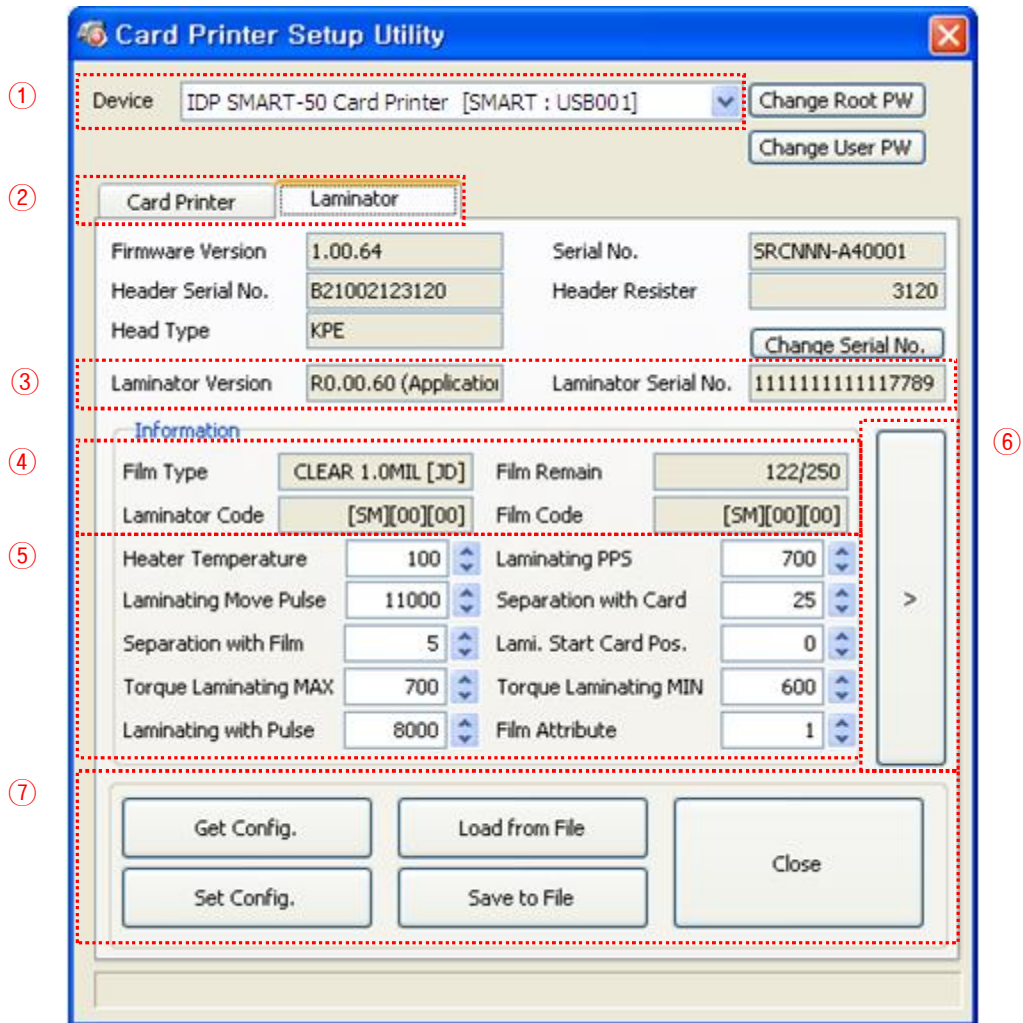 Card Printer Setup Utility
① Device IDP SMART-50 Card Printer [SMART : USB001] Change Root PW
Change User PW
② Card Printer Laminator
Firmware Version 1.00.64 Serial No. SRCNNN-A40001
Header Serial No. B21002123120 Header Resister 3120
Head Type KPE Change Serial No.
③ Laminator Version R0.00.60 (Application Laminator Serial No. 1111111111117789
Information
⑥
④ Film Type CLEAR 1.0MIL [JD] Film Remain 122/250
Laminator Code [SM][00][00] Film Code [SM][00][00]
⑤ Heater Temperature 100 Laminating PPS 700
Laminating Move Pulse 11000 Separation with Card 25 >
Separation with Film 5 Lami. Start Card Pos. 0
Torque Laminating MAX 700 Torque Laminating MIN 600
Laminating with Pulse 8000 Film Attribute 1
⑦
Get Config. Load from File
Close
Set Config. Save to File